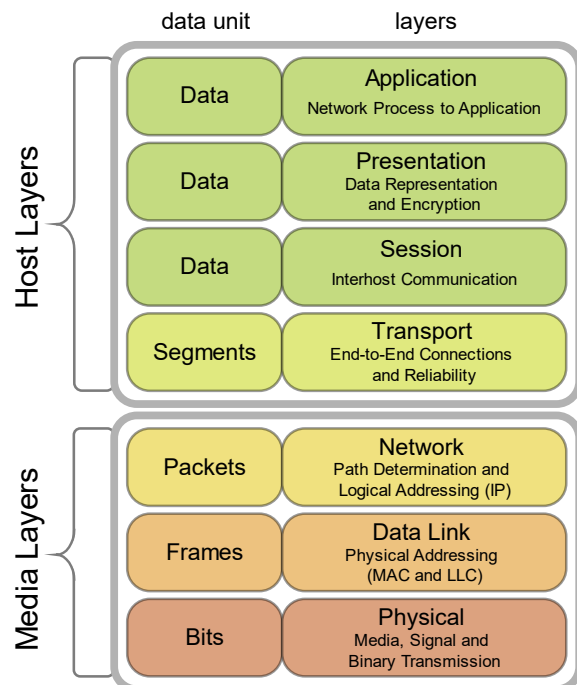 data unit layers
Host Layers
Data
Application
Network Process to Application
Data
Presentation
Data Representation
and Encryption
Data
Session
Interhost Communication
Segments
Transport
End-to-End Connections
and Reliability
Media Layers
Packets
Network
Path Determination and
Logical Addressing (IP)
Frames
Data Link
Physical Addressing
(MAC and LLC)
Bits
Physical
Media, Signal and
Binary Transmission